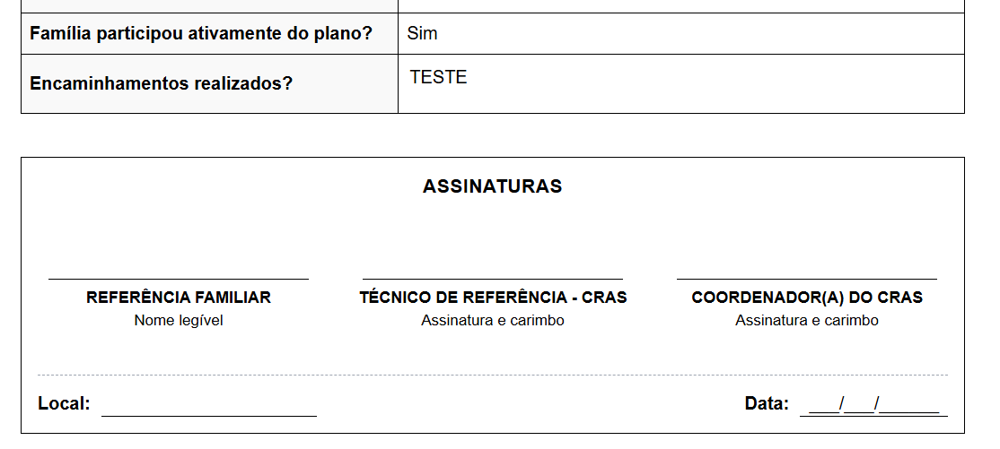 Família participou ativamente do plano? Sim
Encaminhamentos realizados? TESTE
ASSINATURAS
REFERÊNCIA FAMILIAR TÉCNICO DE REFERÊNCIA - CRAS COORDENADOR(A) DO CRAS
Nome legível Assinatura e carimbo Assinatura e carimbo
Local: Data: ___/___/______